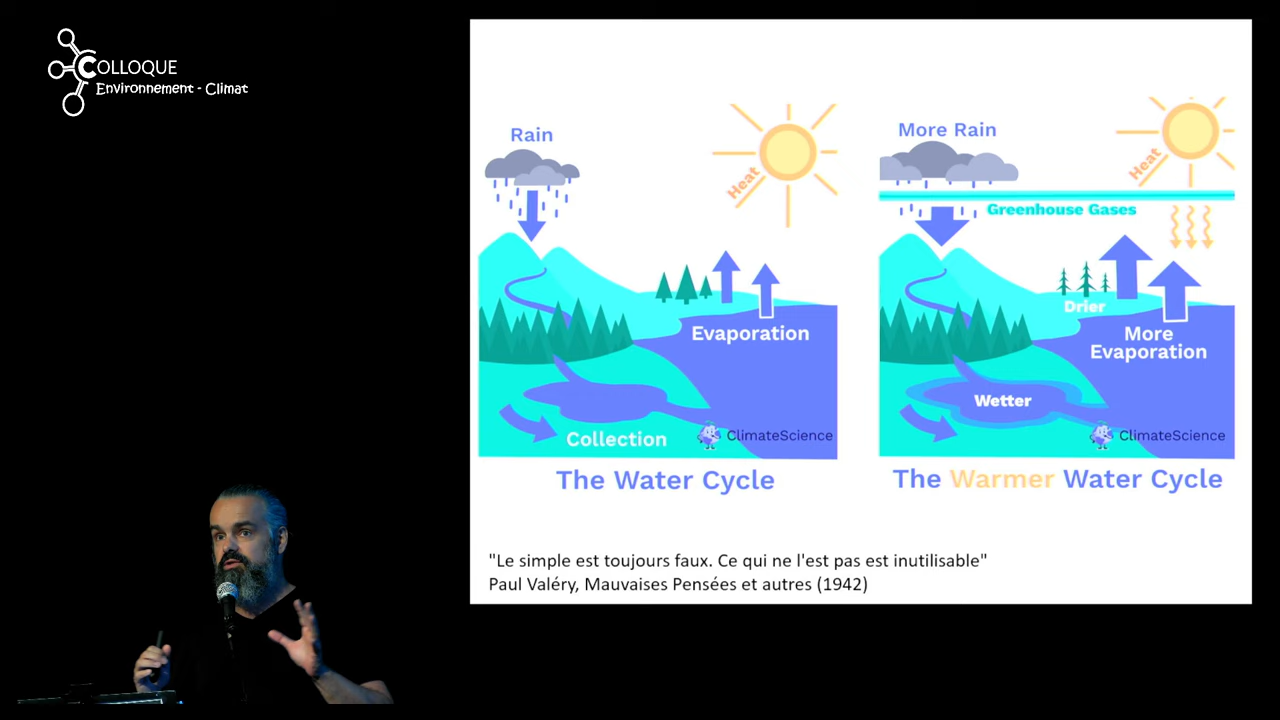 COLLOQUE
Environnement - Climat
Rain
Heat
Evaporation
Collection
ClimateScience
The Water Cycle
More Rain
Heat
Greenhouse Gases
Drier
More
Evaporation
Wetter
ClimateScience
The Warmer Water Cycle
"Le simple est toujours faux. Ce qui ne l'est pas est inutilisable"
Paul Valéry, Mauvaises Pensées et autres (1942)